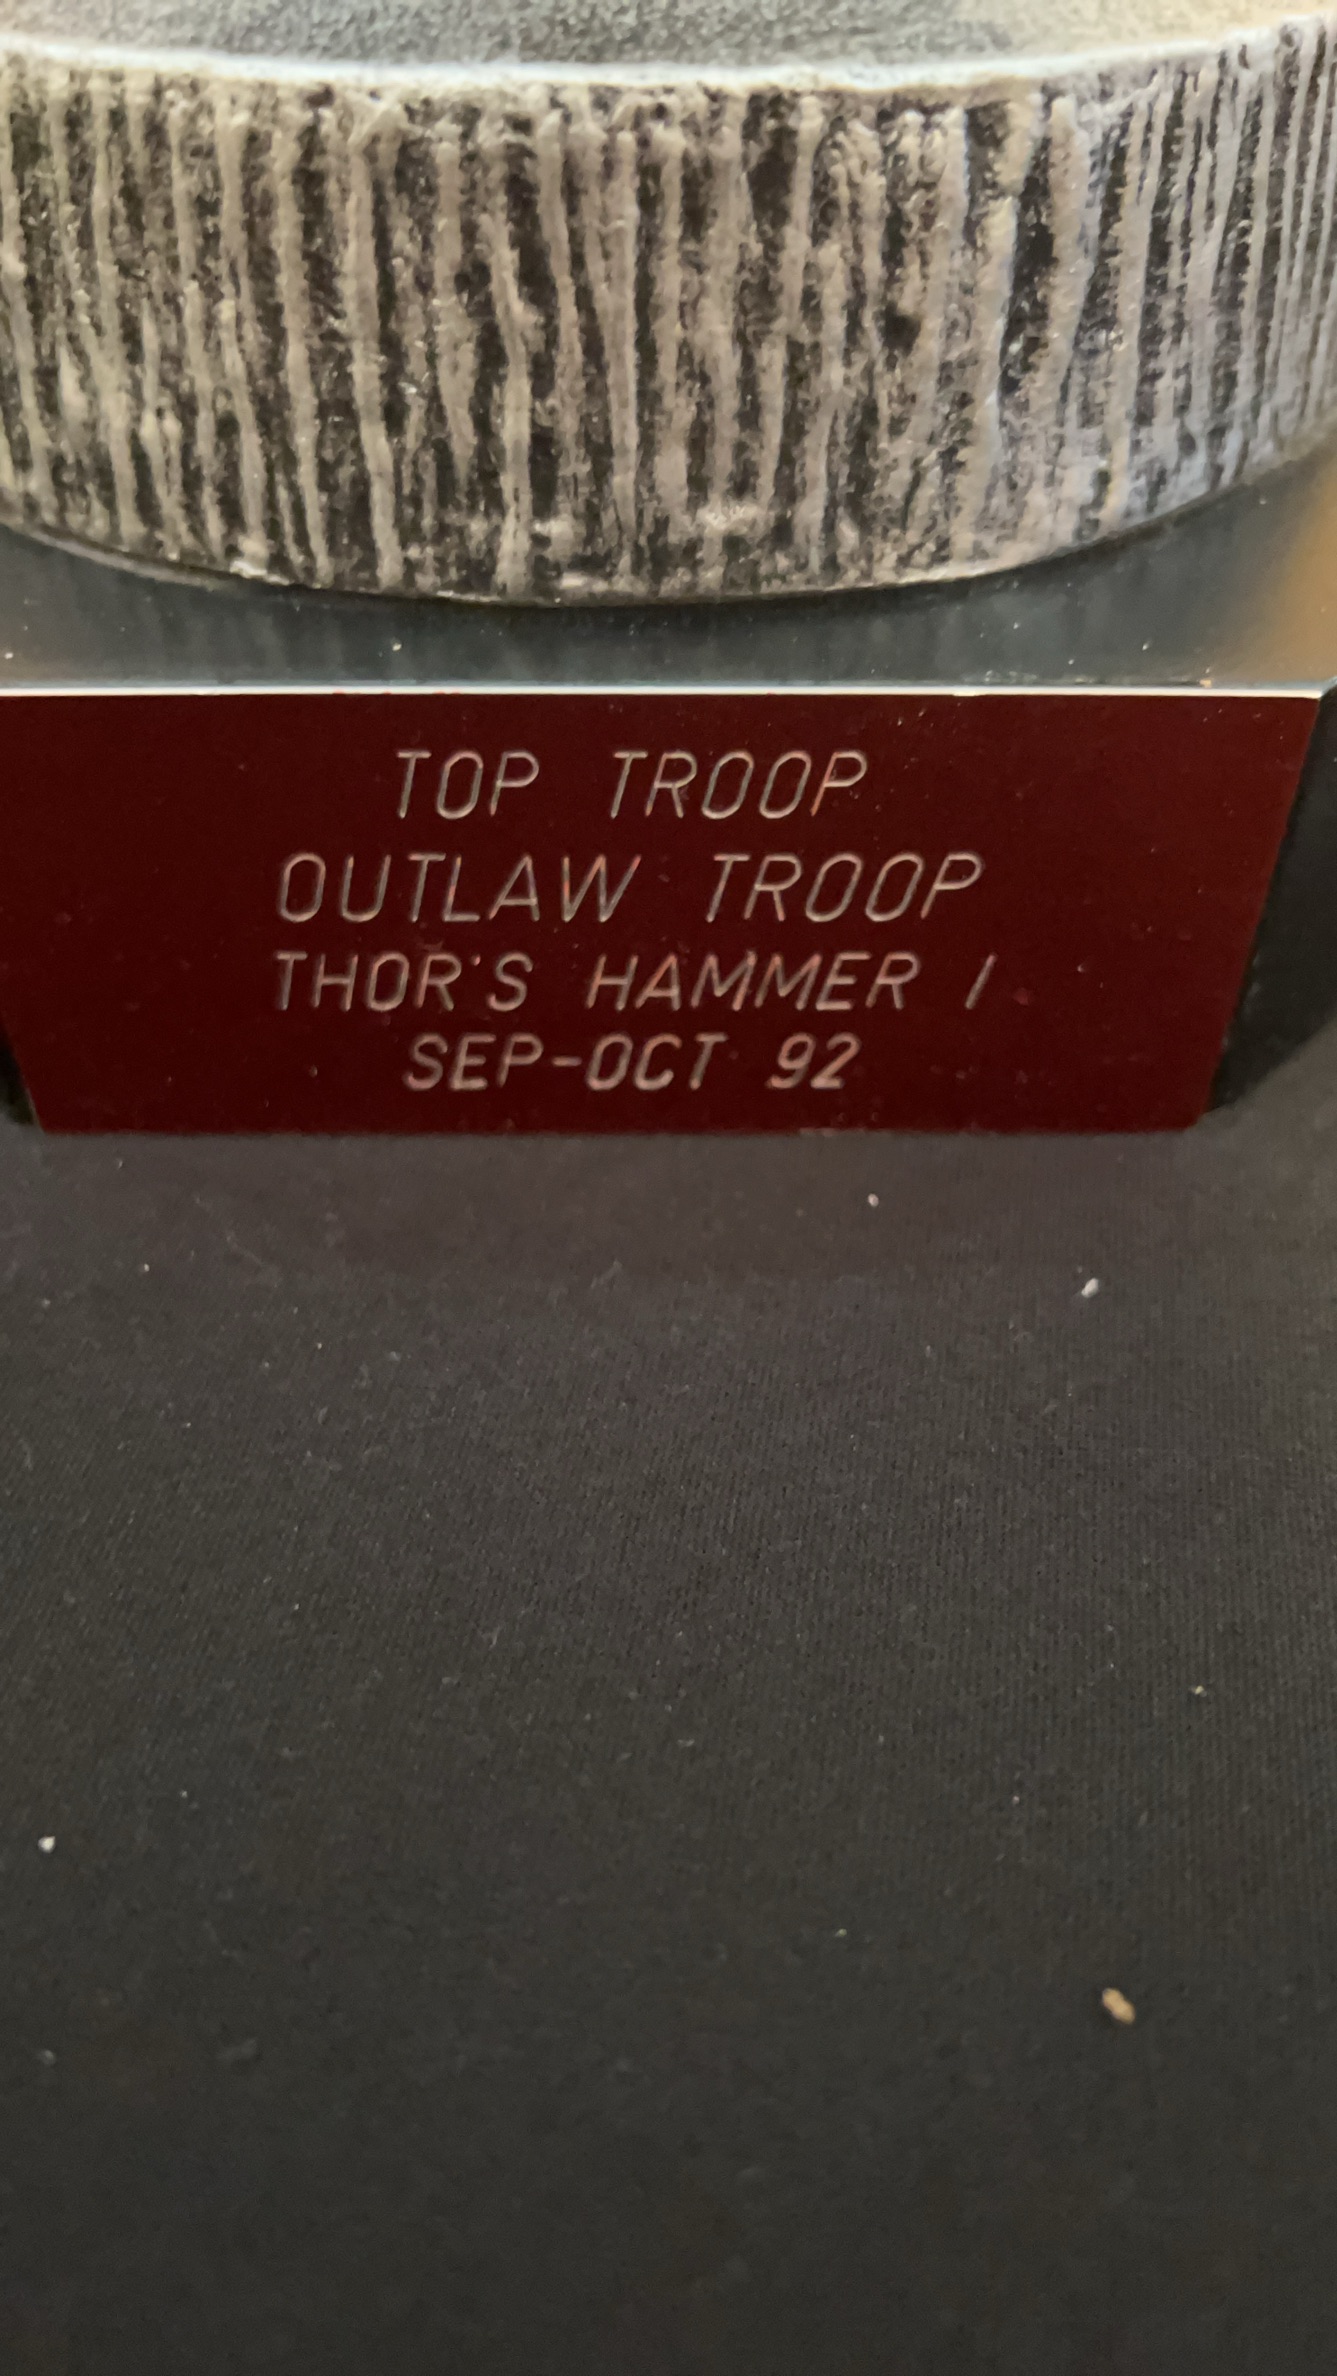 TOP TROOP
OUTLAW TROOP
THOR'S HAMMER I
SEP-OCT 92